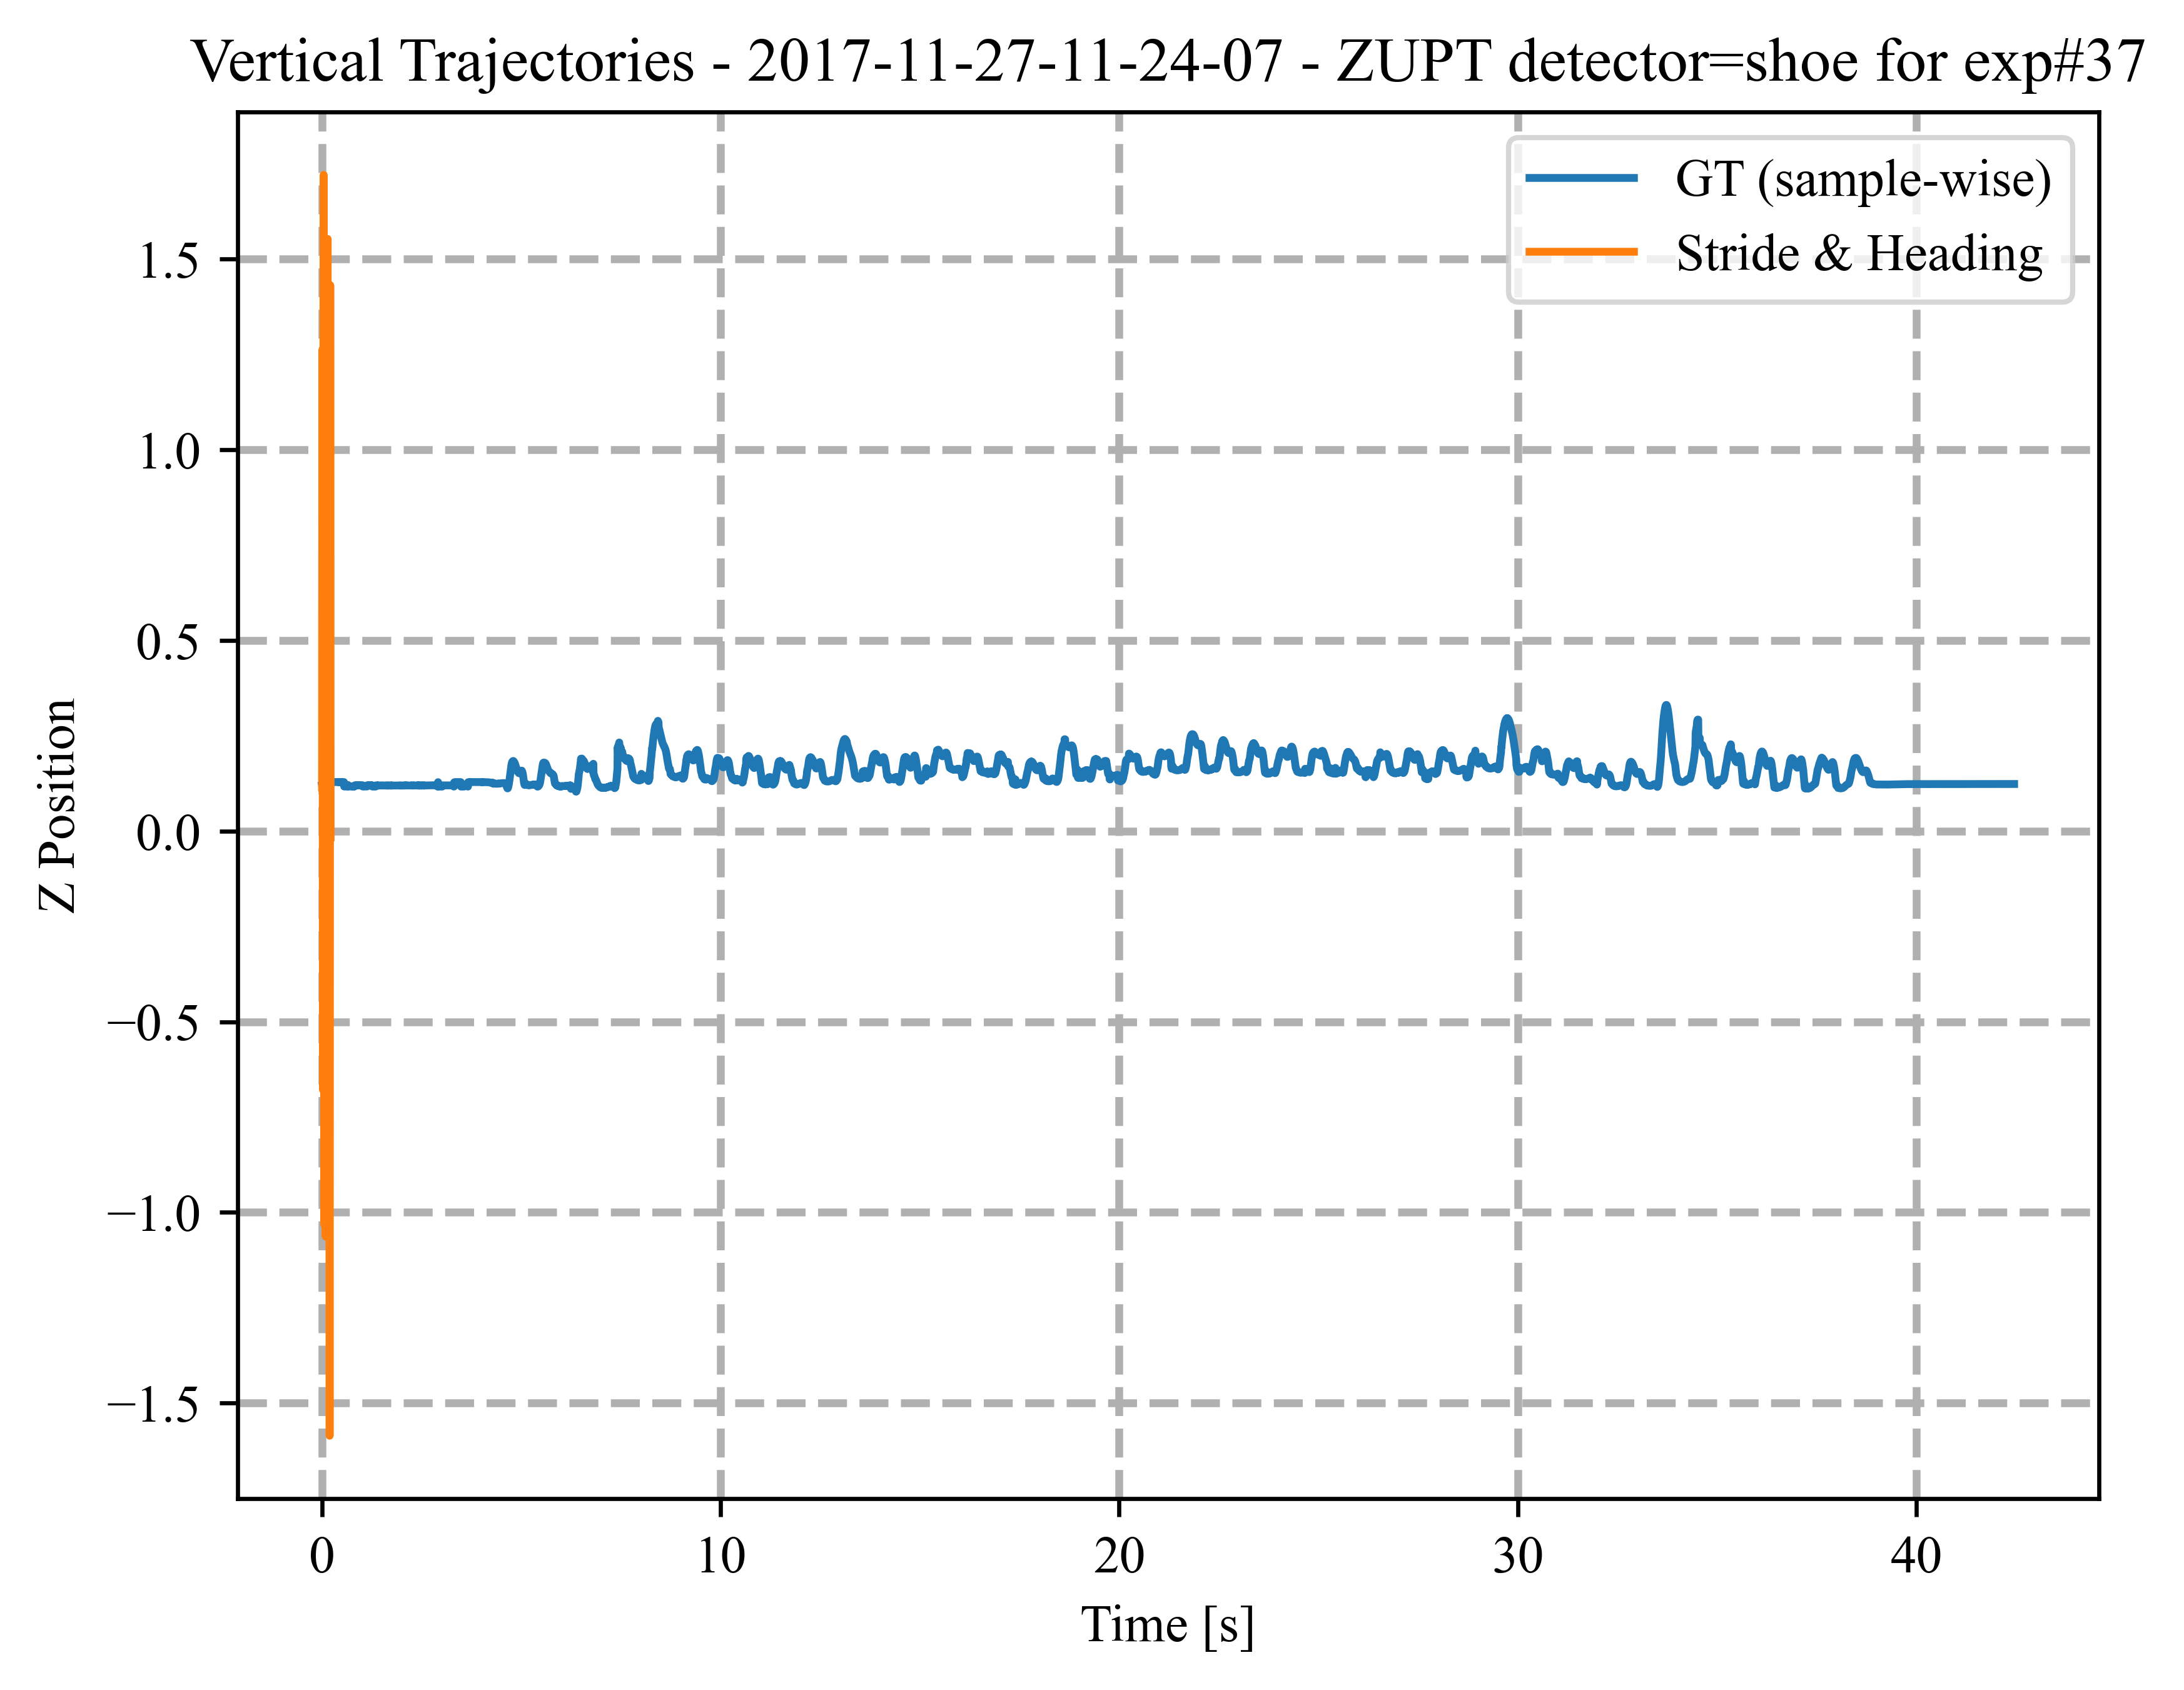 Vertical Trajectories - 2017-11-27-11-24-07 - ZUPT detector=shoe for exp#37
GT (sample-wise)
Stride & Heading
Z Position
1.5
1.0
0.5
0.0
−0.5
−1.0
−1.5
0 10 20 30 40
Time [s]